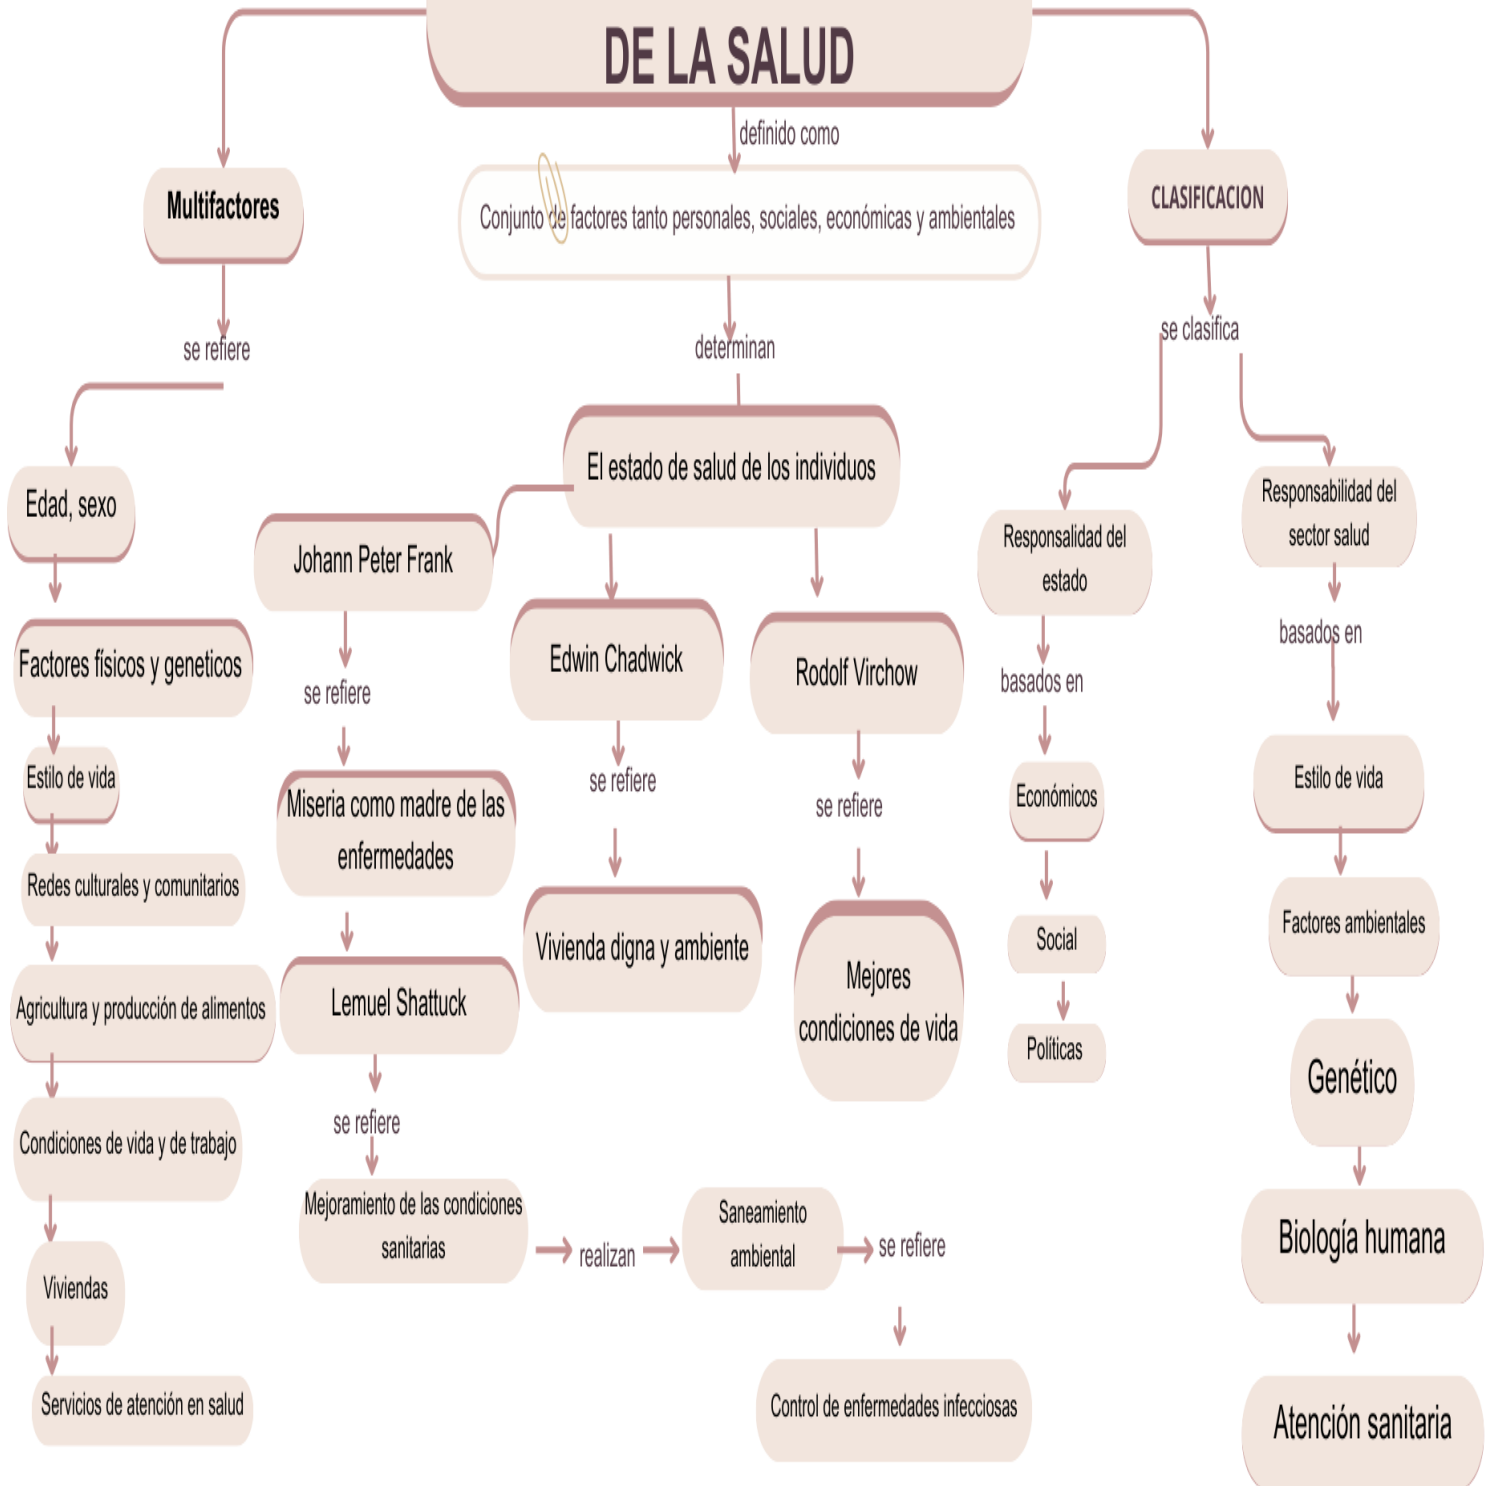 DE LA SALUD
definido como
Multifactores
Conjunto de factores tanto personales, sociales, económicas y ambientales
CLASIFICACION
se refiere
determinan
se clasifica
Edad, sexo
El estado de salud de los individuos
Responsabilidad del
sector salud
Johann Peter Frank
Responsalidad del
estado
Factores físicos y geneticos
Edwin Chadwick
Rodolf Virchow
basados en
basados en
se refiere
Estilo de vida
se refiere
se refiere
Económicos
Estilo de vida
Miseria como madre de las
enfermedades
Redes culturales y comunitarios
Vivienda digna y ambiente
Mejores
condiciones de vida
Social
Factores ambientales
Agricultura y producción de alimentos
Lemuel Shattuck
Políticas
Genético
Condiciones de vida y de trabajo
se refiere
Mejoramiento de las condiciones
sanitarias
realizan
Saneamiento
ambiental
se refiere
Biología humana
Viviendas
Servicios de atención en salud
Control de enfermedades infecciosas
Atención sanitaria